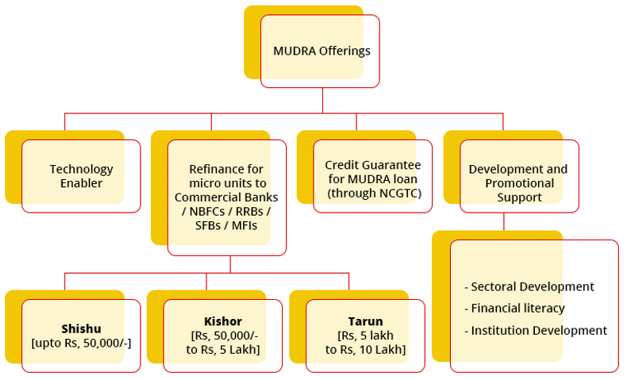 MUDRA Offerings
Technology
Enabler
Refinance for
micro units to
Commercial Banks
/ NBFCs / RRBs /
SFBs / MFIs
Credit Guarantee
for MUDRA loan
(through NCGTC)
Development and
Promotional
Support
Shishu
[upto Rs, 50,000/-]
Kishor
[Rs, 50,000/-
to Rs, 5 Lakh]
Tarun
[Rs, 5 lakh
to Rs, 10 Lakh]
- Sectoral Development
- Financial literacy
- Institution Development